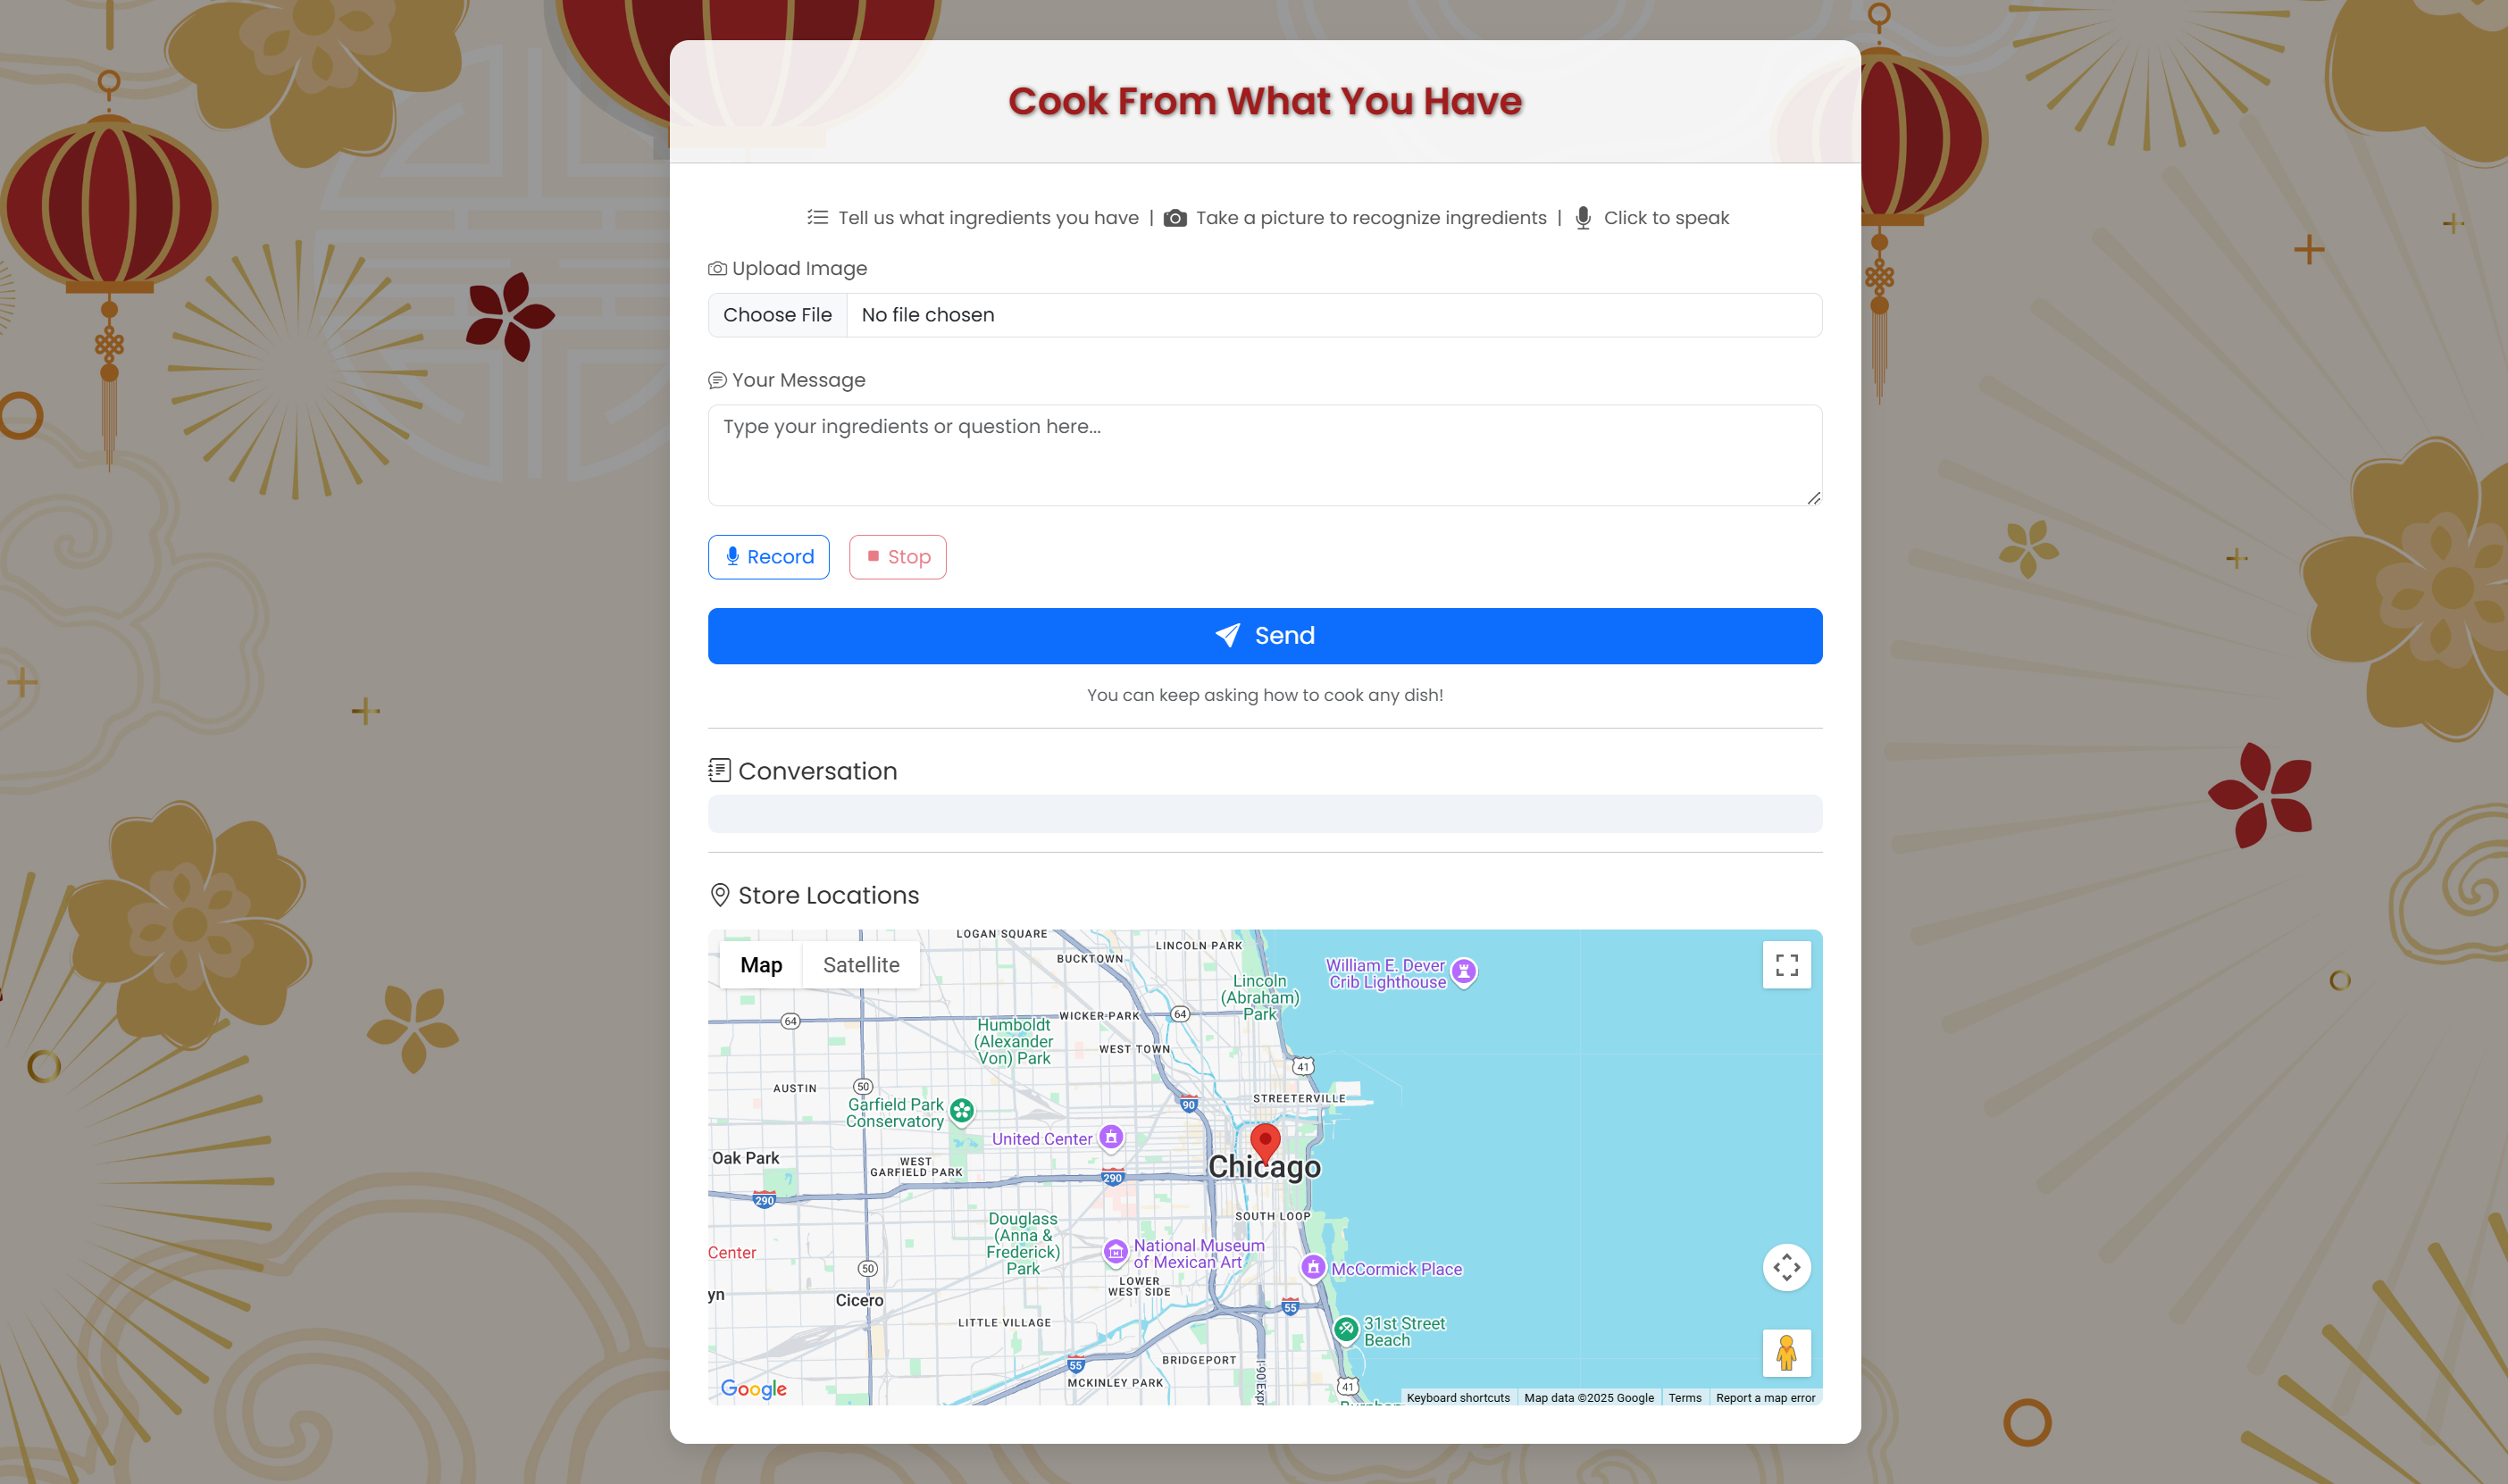 Cook From What You Have
Tell us what ingredients you have | Take a picture to recognize ingredients | Click to speak
Upload Image
Choose File No file chosen
Your Message
Type your ingredients or question here...
Record Stop
Send
You can keep asking how to cook any dish!
Conversation
Store Locations
Map Satellite
LOGAN SQUARE
LINCOLN PARK
BUCKTOWN
William E. Dever
Crib Lighthouse
Lincoln
(Abraham)
Park
64
WICKER PARK
64
Humboldt
(Alexander
Von) Park
WEST TOWN
41
AUSTIN
50
STREETERVILLE
90
Garfield Park
Conservatory
United Center
Oak Park
WEST
GARFIELD PARK
Chicago
290
290
SOUTH LOOP
Douglass
(Anna &
Frederick)
Park
Center
National Museum
of Mexican Art
50
McCormick Place
LOWER
WEST SIDE
yn
Cicero
55
LITTLE VILLAGE
31st Street
Beach
BRIDGEPORT
55
MCKINLEY PARK
I-90 Exp
41
Google
Keyboard shortcuts Map data ©2025 Google Terms Report a map error